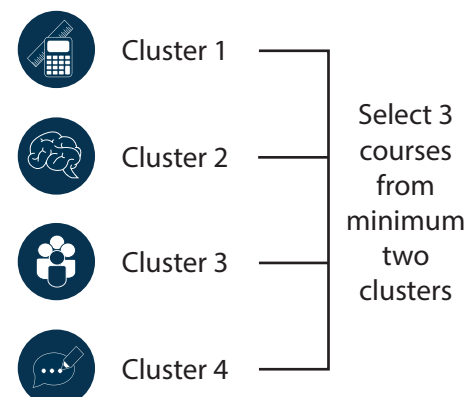 Cluster 1
Cluster 2
Cluster 3
Cluster 4
Select 3
courses
from
minimum
two
clusters